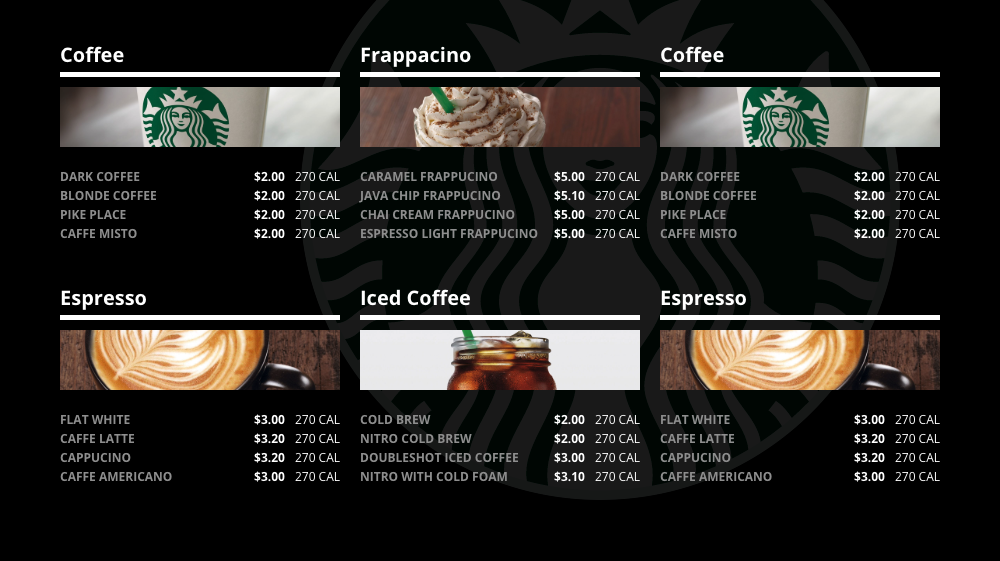 Coffee
DARK COFFEE $2.00 270 CAL
BLONDE COFFEE $2.00 270 CAL
PIKE PLACE $2.00 270 CAL
CAFFE MISTO $2.00 270 CAL
Frappacino
CARAMEL FRAPPUCINO $5.00 270 CAL
JAVA CHIP FRAPPUCINO $5.10 270 CAL
CHAI CREAM FRAPPUCINO $5.00 270 CAL
ESPRESSO LIGHT FRAPPUCINO $5.00 270 CAL
Coffee
DARK COFFEE $2.00 270 CAL
BLONDE COFFEE $2.00 270 CAL
PIKE PLACE $2.00 270 CAL
CAFFE MISTO $2.00 270 CAL
Espresso
FLAT WHITE $3.00 270 CAL
CAFFE LATTE $3.20 270 CAL
CAPPUCINO $3.20 270 CAL
CAFFE AMERICANO $3.00 270 CAL
Iced Coffee
COLD BREW $2.00 270 CAL
NITRO COLD BREW $2.00 270 CAL
DOUBLESHOT ICED COFFEE $3.00 270 CAL
NITRO WITH COLD FOAM $3.10 270 CAL
Espresso
FLAT WHITE $3.00 270 CAL
CAFFE LATTE $3.20 270 CAL
CAPPUCINO $3.20 270 CAL
CAFFE AMERICANO $3.00 270 CAL